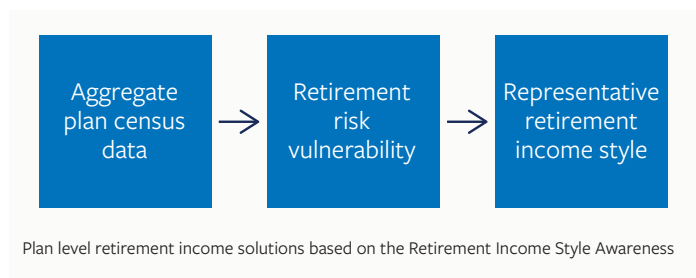 Aggregate
plan census
data
Retirement
risk
vulnerability
Representative
retirement
income style
Plan level retirement income solutions based on the Retirement Income Style Awareness